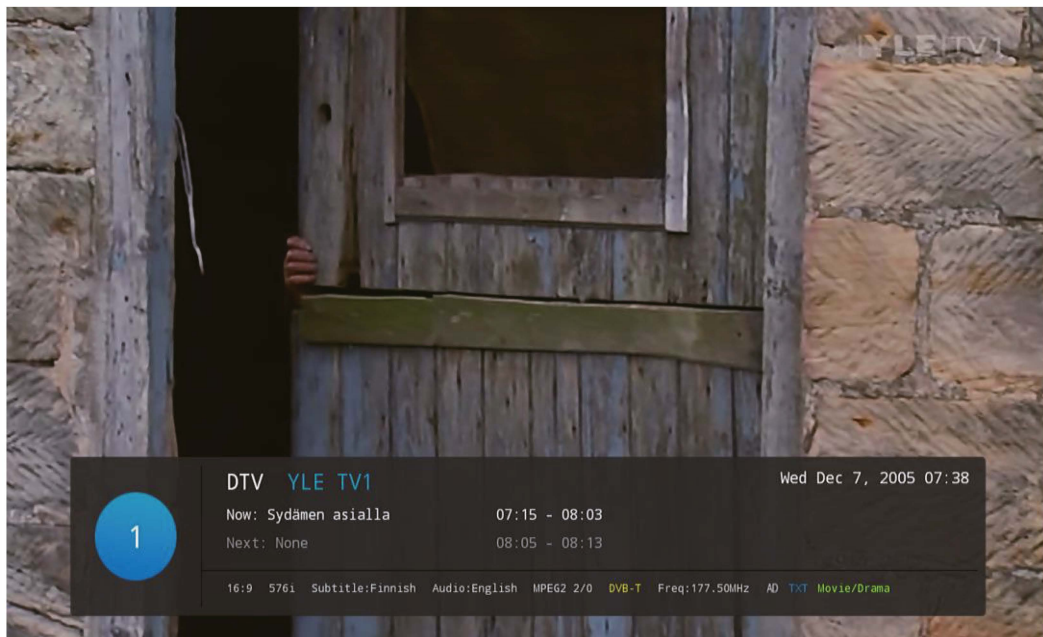 YLE TV1
DTV YLE TV1 Wed Dec 7, 2005 07:38
1
Now: Sydämen asialla 07:15 - 08:03
Next: None 08:05 - 08:13
16:9 576i Subtitle:Finnish Audio:English MPEG2 2/0 DVB-T Freq:177.50MHz AD TXT Movie/Drama